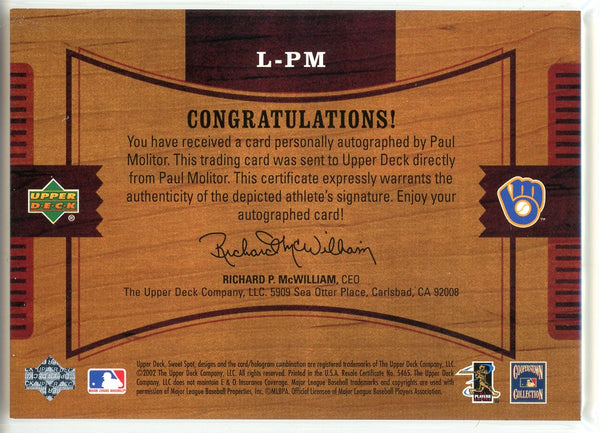 L-PM
CONGRATULATIONS!
You have received a card personally autographed by Paul
Molitor. This trading card was sent to Upper Deck directly
from Paul Molitor. This certificate expressly warrants the
authenticity of the depicted athlete's signature. Enjoy your
autographed card!
UPPER
DECK
®
Richard McWilliam
RICHARD P. McWILLIAM, CEO
The Upper Deck Company, LLC. 5909 Sea Otter Place, Carlsbad, CA 92008
Upper Deck, Sweet Spot, designs and the card/hologram combination are registered trademarks of The Upper Deck Company, LLC.
©2002 The Upper Deck Company, LLC. All rights reserved. Printed in the U.S.A. Resale Certificate No. 5465. The Upper Deck
Company, LLC does not maintain E & O Insurance Coverage. Major League Baseball trademarks and copyrights are used with
permission of Major League Baseball Properties, Inc. ©MLBPA. Official Licensee of Major League Baseball Players Association.
PLAYERS
COOPERSTOWN
COLLECTION